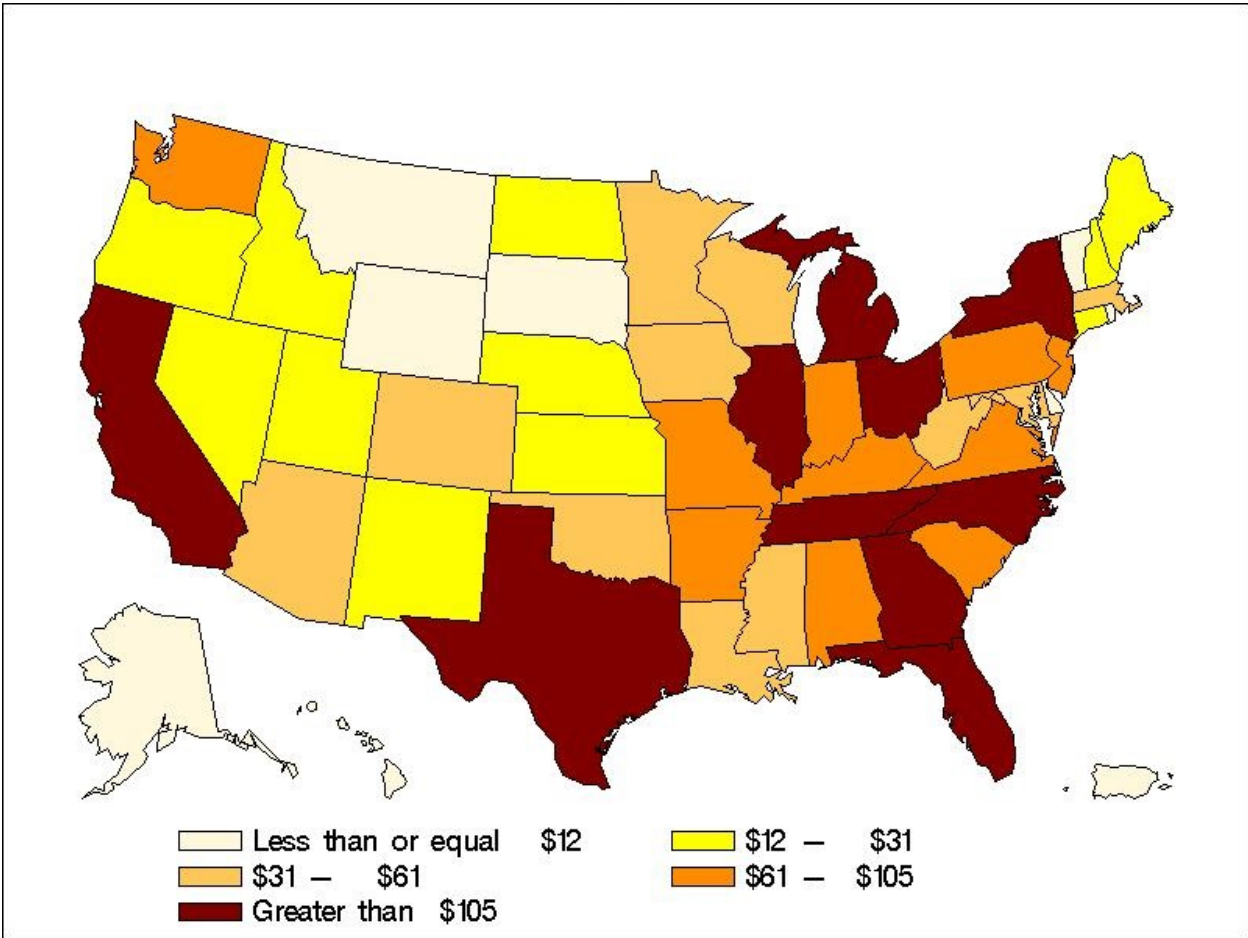 Less than or equal $12 $12 – $31
$31 – $61 $61 – $105
Greater than $105